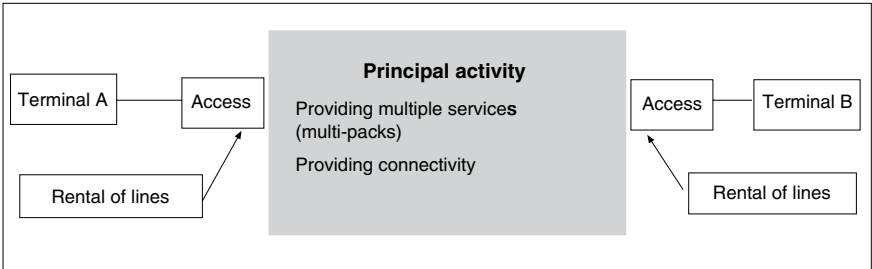 Principal activity
Terminal A
Access
Providing multiple services
(multi-packs)
Providing connectivity
Access
Terminal B
Rental of lines
Rental of lines